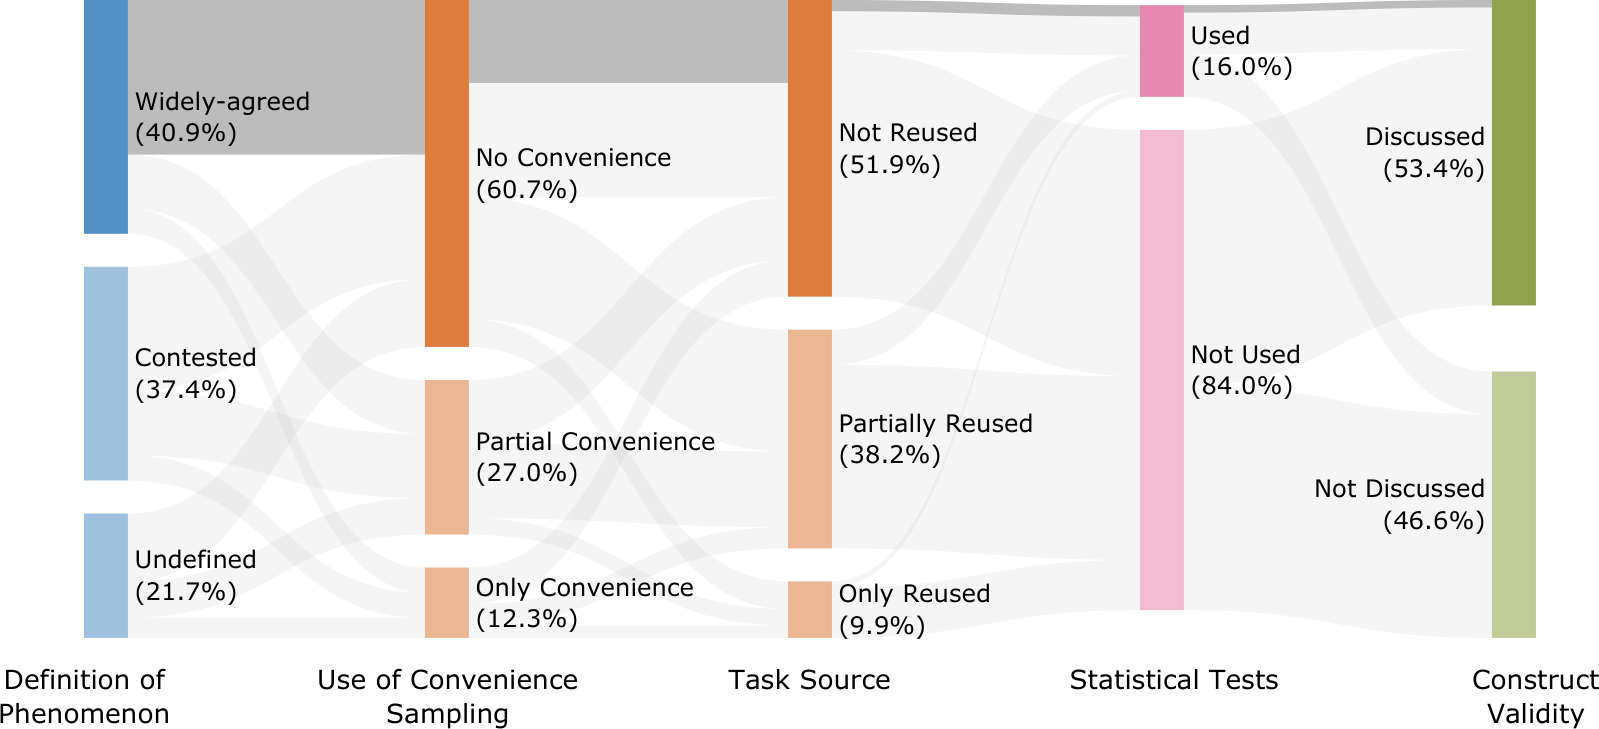 Widely-agreed
(40.9%)
Contested
(37.4%)
Undefined
(21.7%)
No Convenience
(60.7%)
Partial Convenience
(27.0%)
Only Convenience
(12.3%)
Not Reused
(51.9%)
Partially Reused
(38.2%)
Only Reused
(9.9%)
Used
(16.0%)
Not Used
(84.0%)
Discussed
(53.4%)
Not Discussed
(46.6%)
Definition of
Phenomenon
Use of Convenience
Sampling
Task Source
Statistical Tests
Construct
Validity